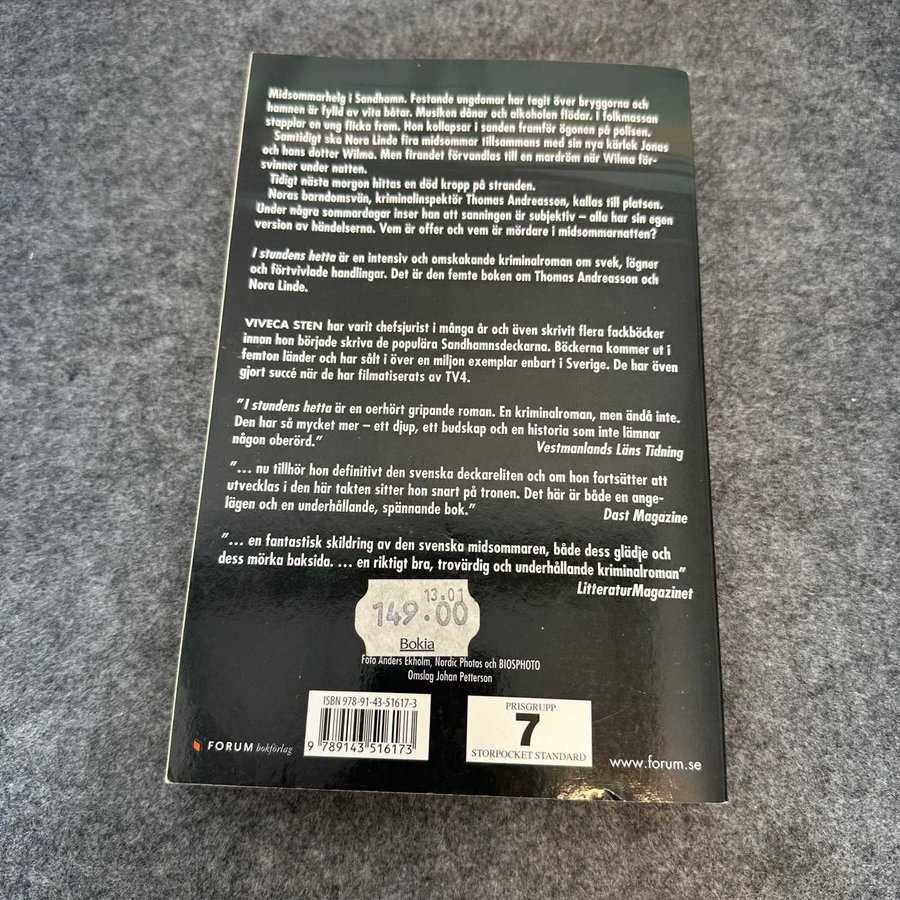 Midsommarhelg i Sandhamn. Festande ungdomar har tagit över bryggorna och
hamnen är fylld av vita båtar. Musiken dånar och alkoholen flödar. I folkmassan
stapplar en ung flicka fram. Hon kollapsar i sanden framför ögonen på polisen.
Samtidigt ska Nora Linde fira midsommar tillsammans med sin nya kärlek Jonas
och hans dotter Wilma. Men firandet förvandlas till en mardröm när Wilma för-
svinner under natten.
Tidigt nästa morgon hittas en död kropp på stranden.
Noras barndomsvän, kriminalinspektör Thomas Andreasson, kallas till platsen.
Under några sommardagar inser han att sanningen är subjektiv – alla har sin egen
version av händelserna. Vem är offer och vem är mördare i midsommarnatten?
I stundens hetta är en intensiv och omskakande kriminalroman om svek, lögner
och förtvivlade handlingar. Det är den femte boken om Thomas Andreasson och
Nora Linde.
VIVECA STEN har varit chefsjurist i många år och även skrivit flera fackböcker
innan hon började skriva de populära Sandhamnsdeckarna. Böckerna kommer ut i
femton länder och har sålt i över en miljon exemplar enbart i Sverige. De har även
gjort succé när de har filmatiserats av TV4.
"I stundens hetta är en oerhört gripande roman. En kriminalroman, men ändå inte.
Den har så mycket mer – ett djup, ett budskap och en historia som inte lämnar
någon oberörd." Vestmanlands Läns Tidning
"... nu tillhör hon definitivt den svenska deckareliten och om hon fortsätter att
utvecklas i den här takten sitter hon snart på tronen. Det här är både en ange-
lägen och en underhållande, spännande bok." Dast Magazine
"... en fantastisk skildring av den svenska midsommaren, både dess glädje och
dess mörka baksida. ... en riktigt bra, trovärdig och underhållande kriminalroman"
LitteraturMagazinet
13.01
149.00
Bokia
Foto Anders Ekholm, Nordic Photos och BIOSPHOTO
Omslag Johan Petterson
ISBN 978-91-43-51617-3
9 789143 516173
PRISGRUPP
7
STORPOCKET STANDARD
FORUM bokförlag
www.forum.se